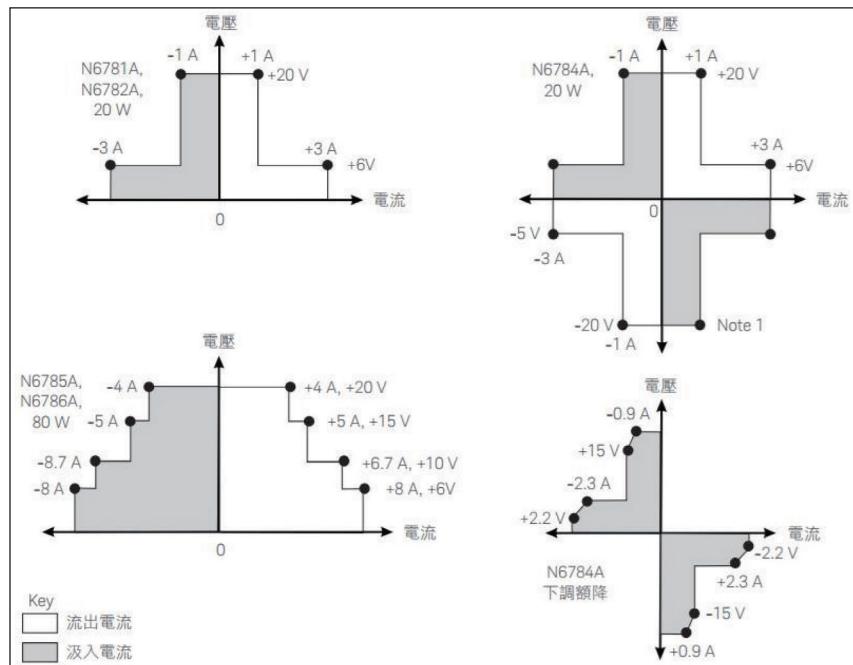 電壓
-1 A
+1 A
+20 V
N6781A,
N6782A,
20 W
-3 A
+3 A
+6V
電流
0
電壓
-1 A
+1 A
+20 V
N6784A,
20 W
+3 A
+6V
電流
0
-5 V
-3 A
-20 V
-1 A
Note 1
電壓
N6785A,
N6786A,
80 W
-4 A
+4 A, +20 V
-5 A
+5 A, +15 V
-8.7 A
+6.7 A, +10 V
-8 A
+8 A, +6V
電流
0
電壓
-0.9 A
+15 V
-2.3 A
+2.2 V
電流
-2.2 V
+2.3 A
-15 V
+0.9 A
N6784A
下調額降
Key
流出電流
汲入電流